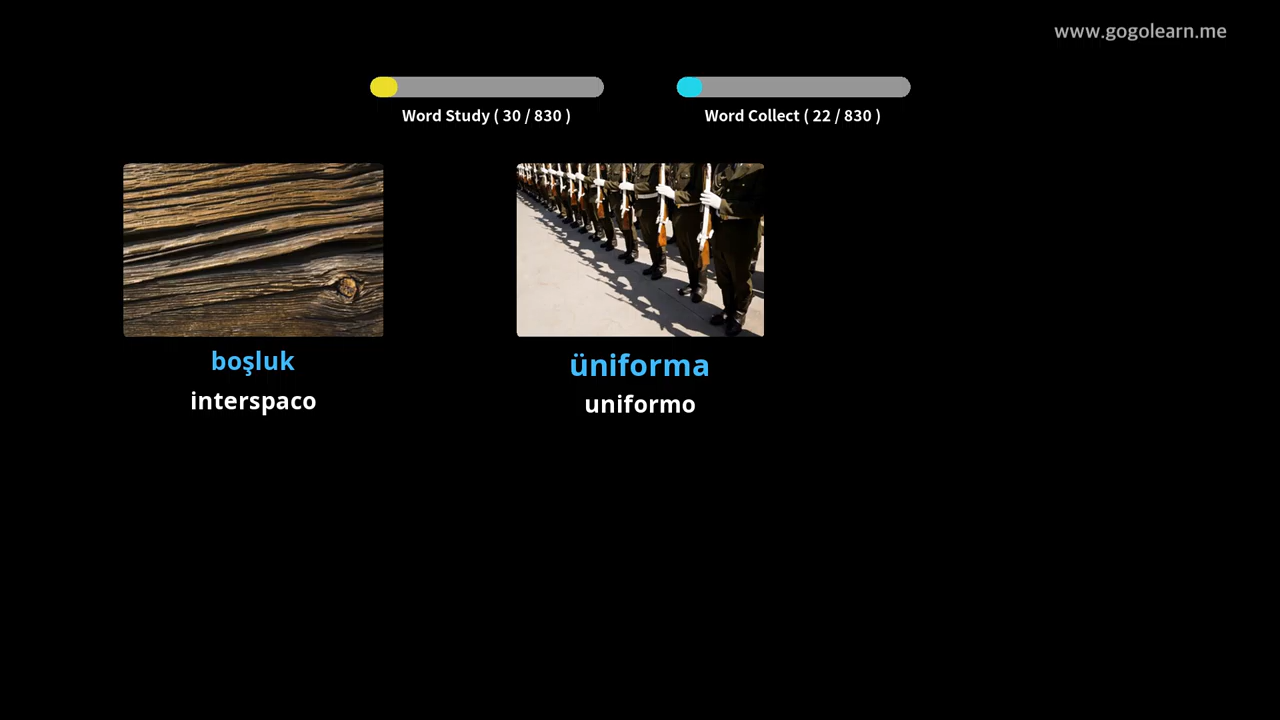 www.gogolearn.me
Word Study ( 30 / 830 )
Word Collect ( 22 / 830 )
boşluk
interspaco
üniforma
uniformo